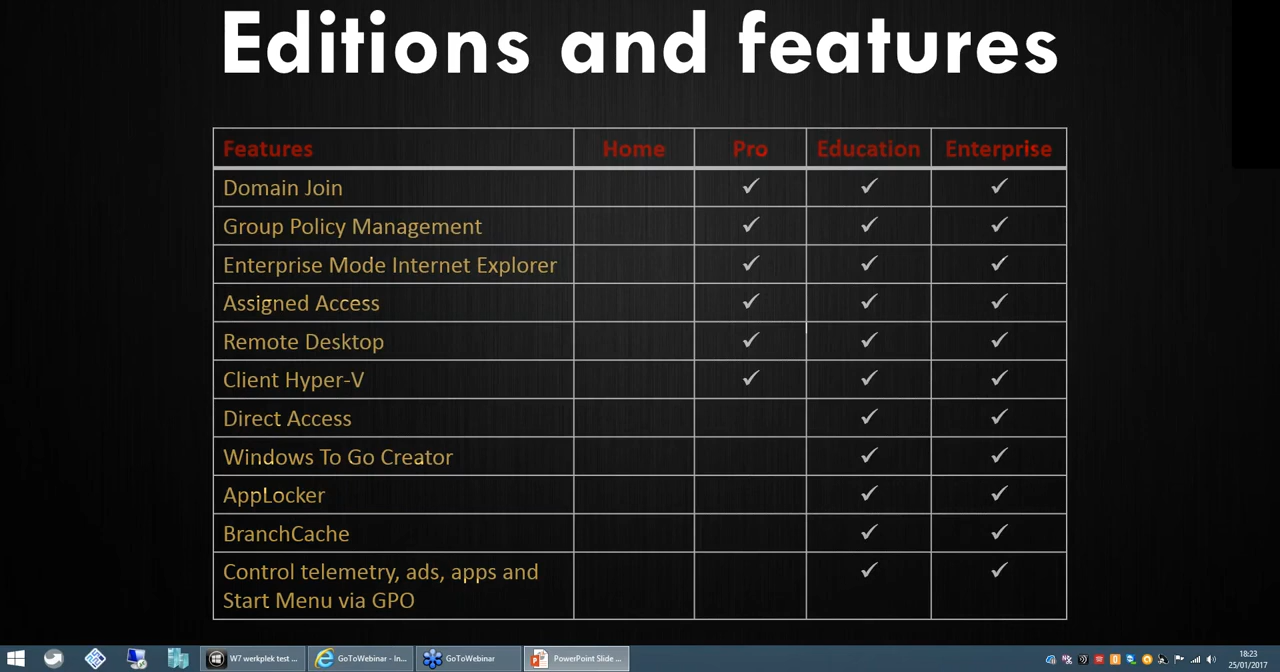 Editions and features
Features Home Pro Education Enterprise
Domain Join ✓ ✓ ✓
Group Policy Management ✓ ✓ ✓
Enterprise Mode Internet Explorer ✓ ✓ ✓
Assigned Access ✓ ✓ ✓
Remote Desktop ✓ ✓ ✓
Client Hyper-V ✓ ✓ ✓
Direct Access ✓ ✓
Windows To Go Creator ✓ ✓
AppLocker ✓ ✓
BranchCache ✓ ✓
Control telemetry, ads, apps and ✓ ✓
Start Menu via GPO
W7 werkplek test ... GoToWebinar - In... GoToWebinar PowerPoint Slide ... 18:23
25/01/2017